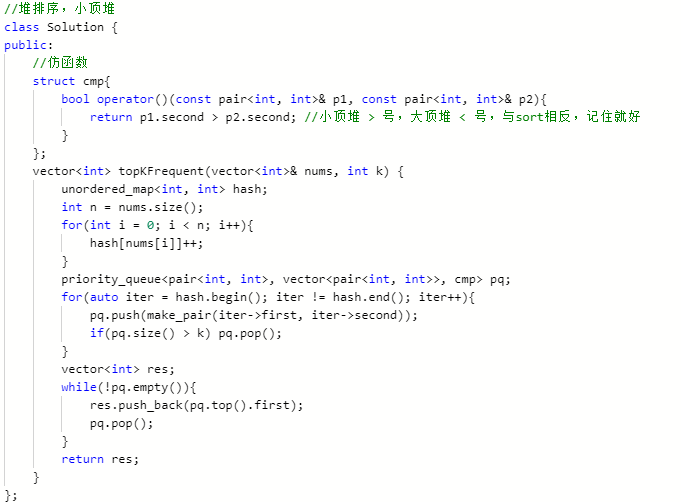 //堆排序，小顶堆
class Solution {
public:
    //仿函数
    struct cmp{
        bool operator()(const pair<int, int>& p1, const pair<int, int>& p2){
            return p1.second > p2.second; //小顶堆 > 号，大顶堆 < 号，与sort相反，记住就好
        }
    };
    vector<int> topKFrequent(vector<int>& nums, int k) {
        unordered_map<int, int> hash;
        int n = nums.size();
        for(int i = 0; i < n; i++){
            hash[nums[i]]++;
        }
        priority_queue<pair<int, int>, vector<pair<int, int>>, cmp> pq;
        for(auto iter = hash.begin(); iter != hash.end(); iter++){
            pq.push(make_pair(iter->first, iter->second));
            if(pq.size() > k) pq.pop();
        }
        vector<int> res;
        while(!pq.empty()){
            res.push_back(pq.top().first);
            pq.pop();
        }
        return res;
    }
};